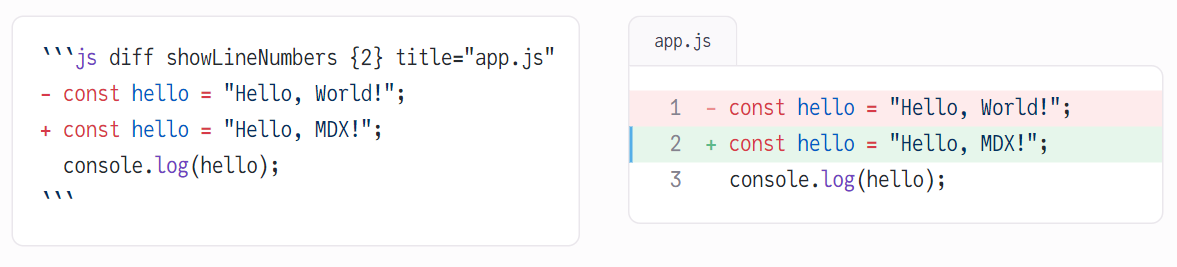 ```js diff showLineNumbers {2} title="app.js"
- const hello = "Hello, World!";
+ const hello = "Hello, MDX!";
  console.log(hello);
```
app.js
1 - const hello = "Hello, World!";
2 + const hello = "Hello, MDX!";
3   console.log(hello);